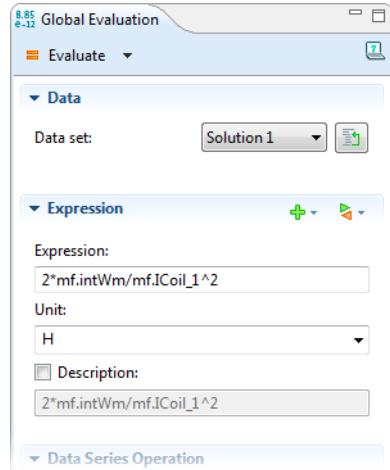 8.85
e-12
Global Evaluation
Evaluate
Data
Data set:
Solution 1
Expression
Expression:
2*mf.intWm/mf.ICoil_1^2
Unit:
H
Description:
2*mf.intWm/mf.ICoil_1^2
Data Series Operation